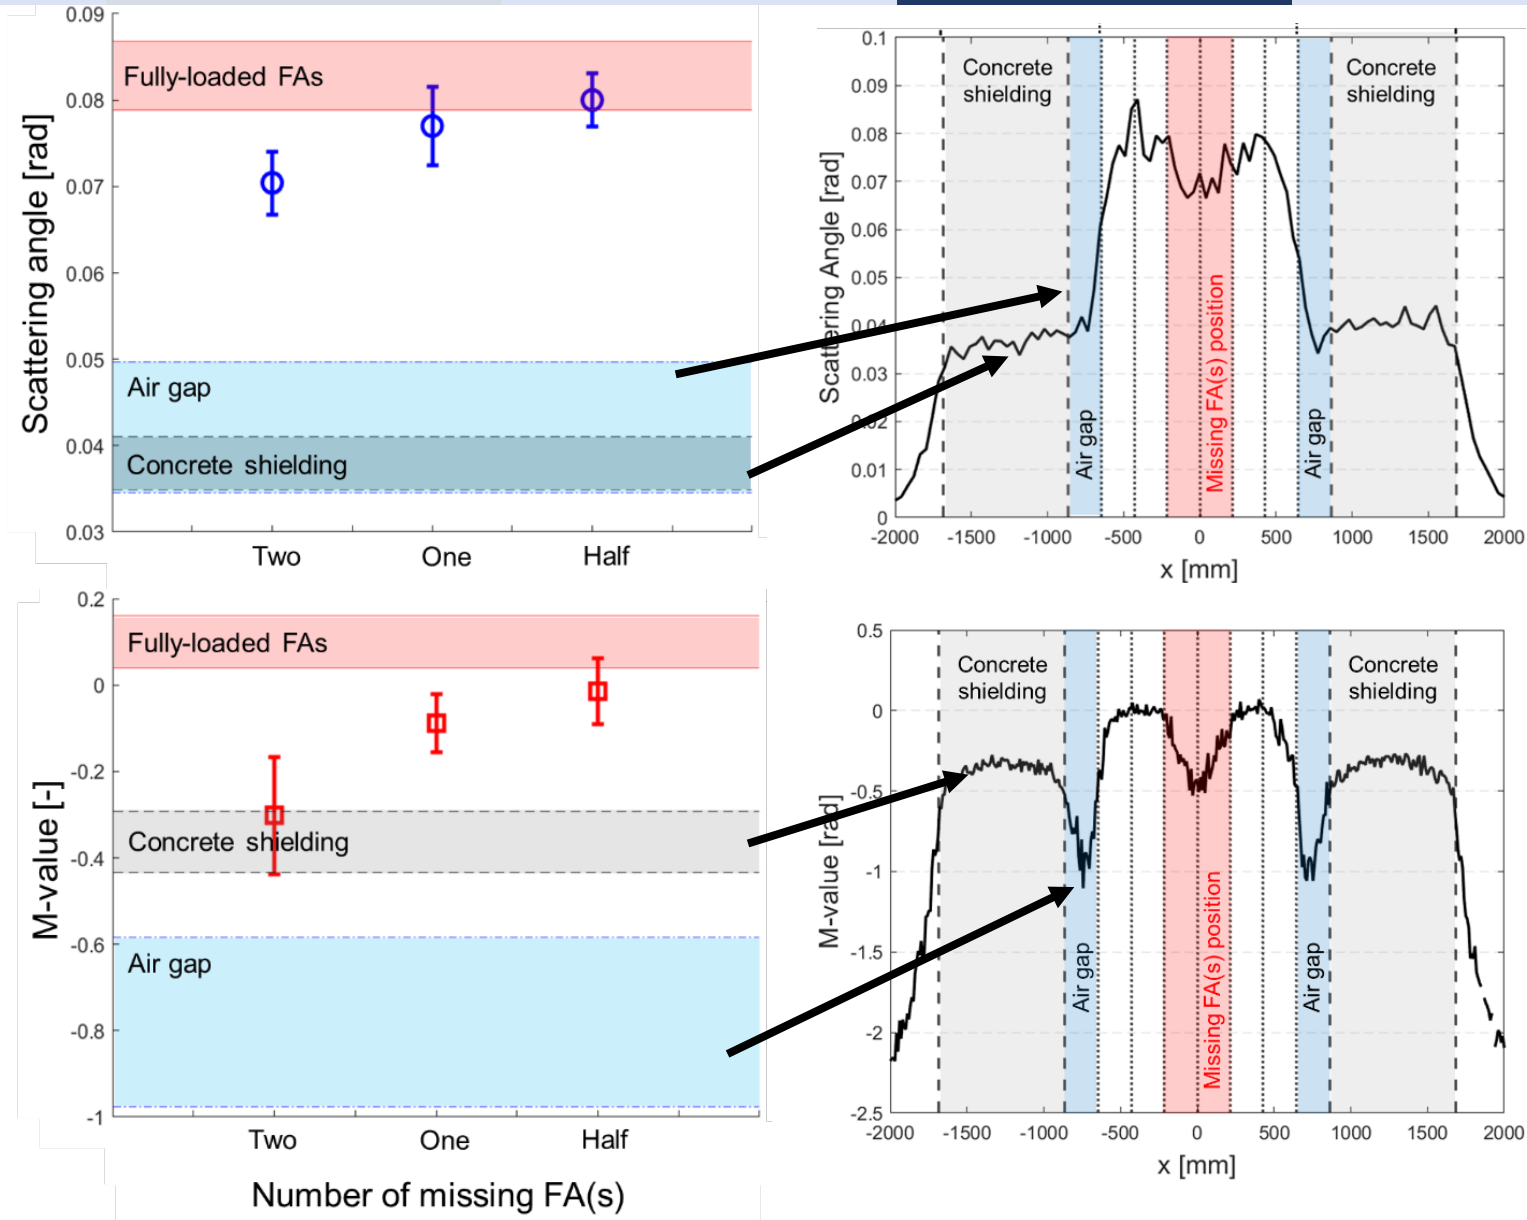 0.09
0.08
0.07
0.06
0.05
0.04
0.03
Scattering angle [rad]
Fully-loaded FAs
Air gap
Concrete shielding
Two One Half
0.1
0.09
0.08
0.07
0.06
0.05
0.04
0.03
0.02
0.01
0
Scattering Angle [rad]
Concrete
shielding
Air gap
Missing FA(s) position
Air gap
Concrete
shielding
-2000 -1500 -1000 -500 0 500 1000 1500 2000
x [mm]
0.2
0
-0.2
-0.4
-0.6
-0.8
-1
M-value [-]
Fully-loaded FAs
Concrete shielding
Air gap
Two One Half
Number of missing FA(s)
0.5
0
-0.5
-1
-1.5
-2
-2.5
M-value [rad]
Concrete
shielding
Air gap
Missing FA(s) position
Air gap
Concrete
shielding
-2000 -1500 -1000 -500 0 500 1000 1500 2000
x [mm]